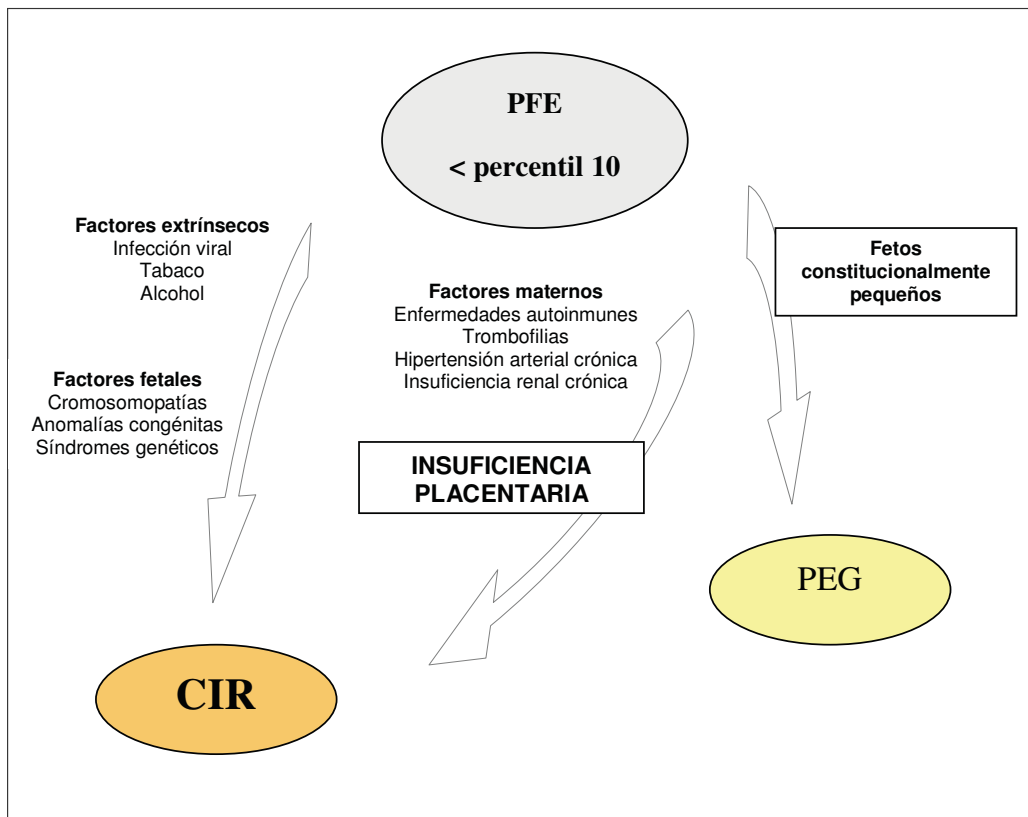 PFE
< percentil 10
Factores extrínsecos
Infección viral
Tabaco
Alcohol
Fetos
constitucionalmente
pequeños
Factores maternos
Enfermedades autoinmunes
Trombofilias
Hipertensión arterial crónica
Insuficiencia renal crónica
Factores fetales
Cromosomopatías
Anomalías congénitas
Síndromes genéticos
INSUFICIENCIA
PLACENTARIA
PEG
CIR